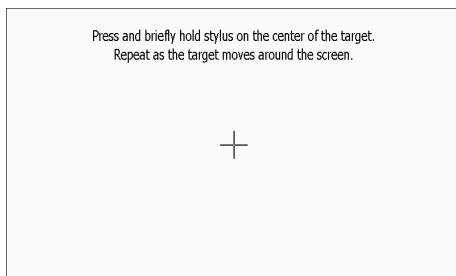 Press and briefly hold stylus on the center of the target.
Repeat as the target moves around the screen.